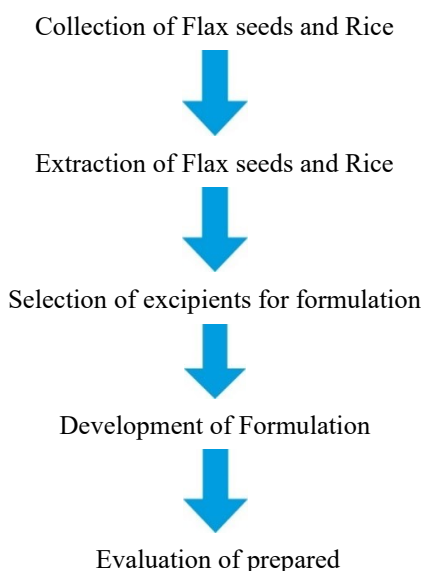 Collection of Flax seeds and Rice
Extraction of Flax seeds and Rice
Selection of excipients for formulation
Development of Formulation
Evaluation of prepared